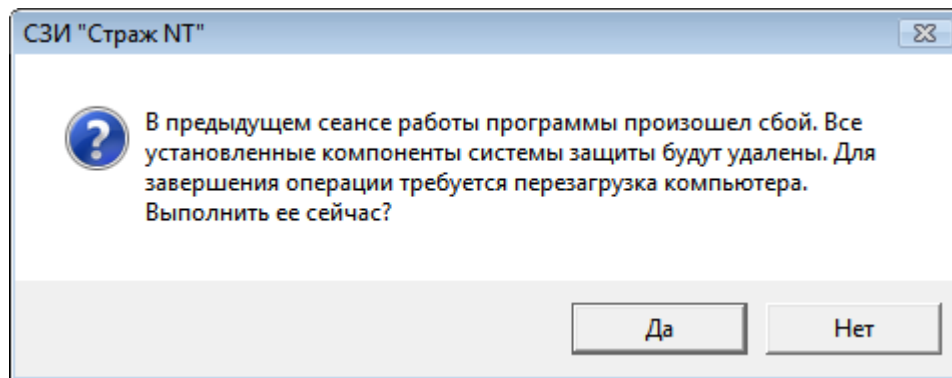 СЗИ "Страж NT"
В предыдущем сеансе работы программы произошел сбой. Все
установленные компоненты системы защиты будут удалены. Для
завершения операции требуется перезагрузка компьютера.
Выполнить ее сейчас?
Да
Нет